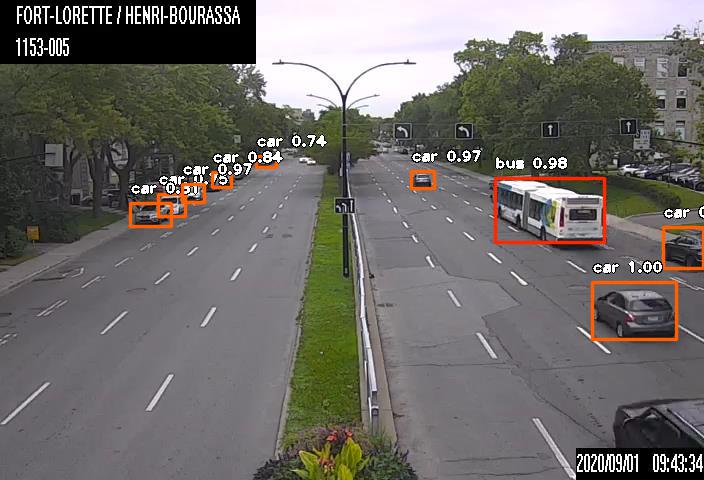 FORT-LORETTE / HENRI-BOURASSA
1153-005
car 0.74
car 0.84
car 0.97
car 0.97
bus 0.98
car
car 1.00
2020/09/01 09:43:34